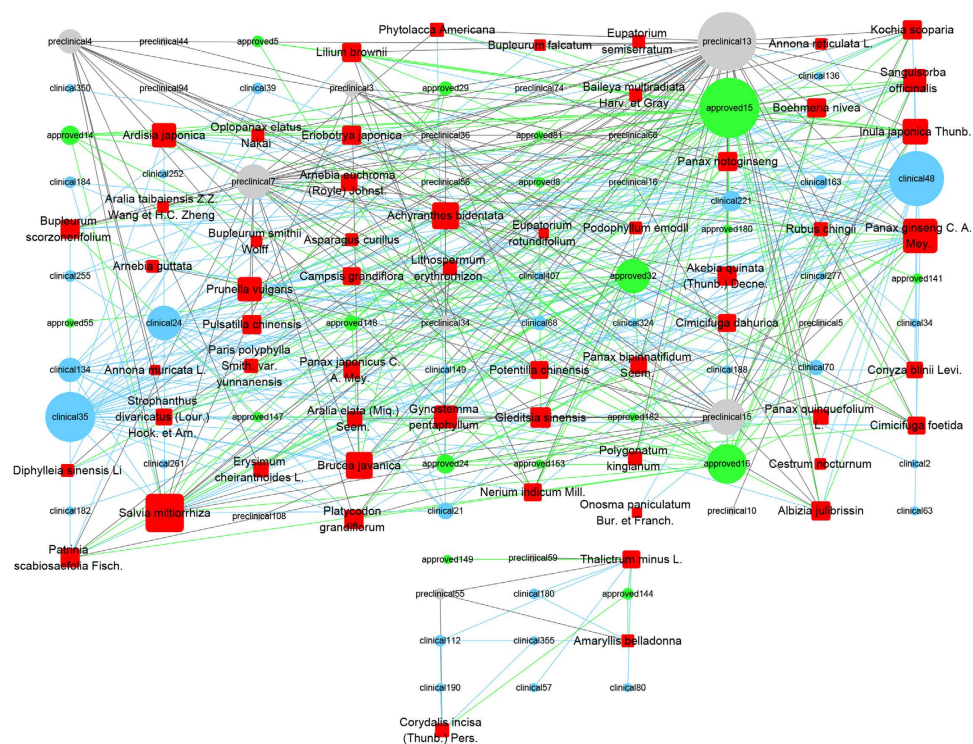 Phytolacca Americana
Eupatorium
semiserratum
Kochia scoparia
preclinical4
preclinical44
approved5
Lilium brownii
Bupleurum falcatum
preclinical13
Annona reticulata L.
clinical350
preclinical94
clinical39
preclinical3
approved29
preclinical74
Baileya multiradiata
Harv. et Gray
clinical136
Sanguisorba
officinalis
approved15
Boehmeria nivea
approved14
Ardisia japonica
Oplopanax elatus
Nakai
Eriobotrya japonica
preclinical36
approved81
preclinical66
Inula japonica Thunb.
Panax notoginseng
clinical184
clinical252
preclinical7
Arnebia euchroma
(Royle) Johnst.
preclinical56
approved8
preclinical16
clinical221
clinical163
clinical48
Aralia taibaiensis Z.Z.
Wang et H.C. Zheng
Bupleurum
scorzonerifolium
Bupleurum smithii
Wolff
Asparagus curillus
Achyranthes bidentata
Eupatorium
rotundifolium
Podophyllum emodil
approved180
Rubus chingii
Panax ginseng C. A.
Mey.
clinical255
Arnebia guttata
Prunella vulgaris
Campsis grandiflora
Lithospermum
erythrorhizon
clinical407
approved32
Akebia quinata
(Thunb.) Decne.
clinical277
approved141
approved55
clinical24
Pulsatilla chinensis
approved148
preclinical34
clinical68
clinical324
Cimicifuga dahurica
preclinical5
clinical34
clinical134
Annona muricata L.
Paris polyphylla
Smith, var.
yunnanensis
Panax japonicus C.
A. Mey.
clinical149
Potentilla chinensis
Panax bipinnatifidum
Seem.
clinical188
clinical70
Conyza blinii Levi.
clinical35
Strophanthus
divaricatus (Lour.)
Hook. et Arn.
approved147
Aralia elata (Miq.)
Seem.
Gynostemma
pentaphyllum
Gleditsia sinensis
approved182
preclinical15
Panax quinquefolium
L.
Cimicifuga foetida
Diphylleia sinensis Li
clinical261
Erysimum
cheiranthoides L.
Brucea javanica
approved24
approved153
Polygonatum
kingianum
approved16
Cestrum nocturnum
clinical2
Nerium indicum Mill.
clinical182
Salvia miltiorrhiza
preclinical108
Platycodon
grandiflorum
clinical21
Onosma paniculatum
Bur. et Franch.
preclinical10
Albizia julibrissin
clinical63
Patrinia
scabiosaefolia Fisch.
approved149
preclinical59
Thalictrum minus L.
preclinical55
clinical180
approved144
clinical112
clinical355
Amaryllis belladonna
clinical190
clinical57
clinical80
Corydalis incisa
(Thunb.) Pers.